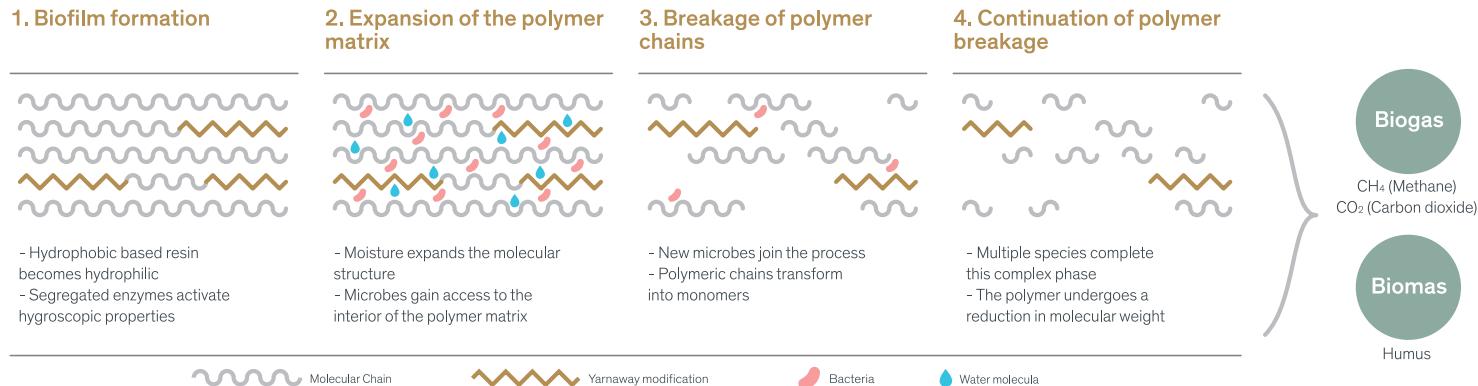 1. Biofilm formation
- Hydrophobic based resin
becomes hydrophilic
- Segregated enzymes activate
hygroscopic properties
2. Expansion of the polymer
matrix
- Moisture expands the molecular
structure
- Microbes gain access to the
interior of the polymer matrix
3. Breakage of polymer
chains
- New microbes join the process
- Polymeric chains transform
into monomers
4. Continuation of polymer
breakage
- Multiple species complete
this complex phase
- The polymer undergoes a
reduction in molecular weight
Biogas
CH₄ (Methane)
CO₂ (Carbon dioxide)
Biomas
Humus
Molecular Chain
Yarnaway modification
Bacteria
Water molecula